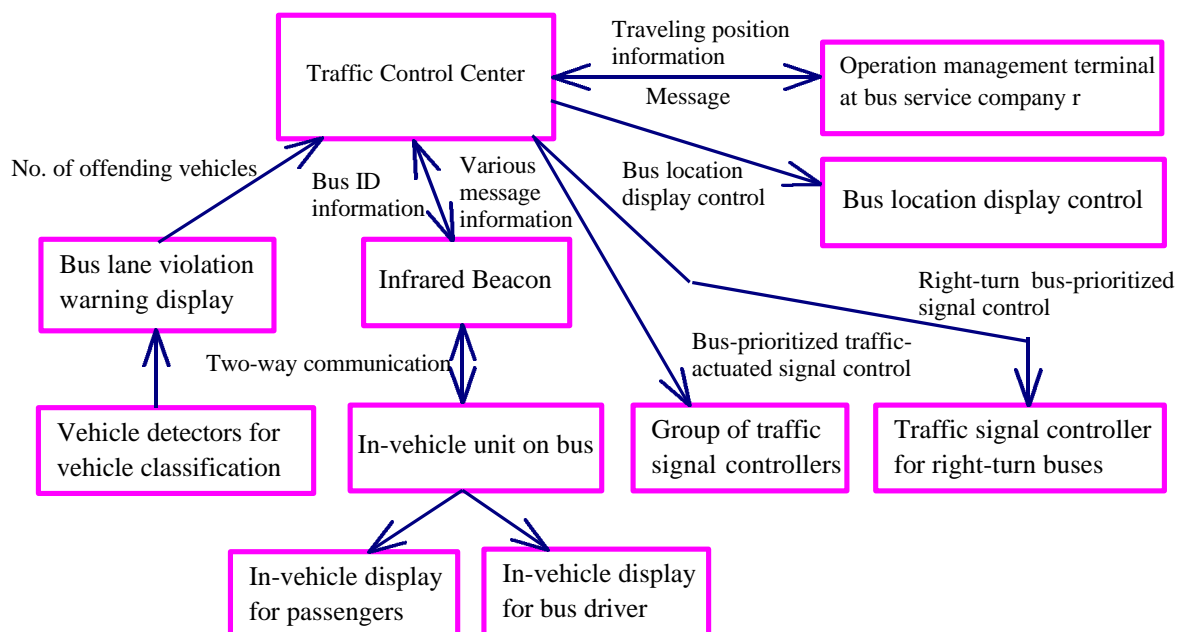 Traffic Control Center
Traveling position
information
Message
Operation management terminal
at bus service company r
No. of offending vehicles
Bus ID
information
Various
message
information
Bus location
display control
Bus location display control
Bus lane violation
warning display
Infrared Beacon
Right-turn bus-prioritized
signal control
Two-way communication
Bus-prioritized traffic-
actuated signal control
Vehicle detectors for
vehicle classification
In-vehicle unit on bus
Group of traffic
signal controllers
Traffic signal controller
for right-turn buses
In-vehicle display
for passengers
In-vehicle display
for bus driver